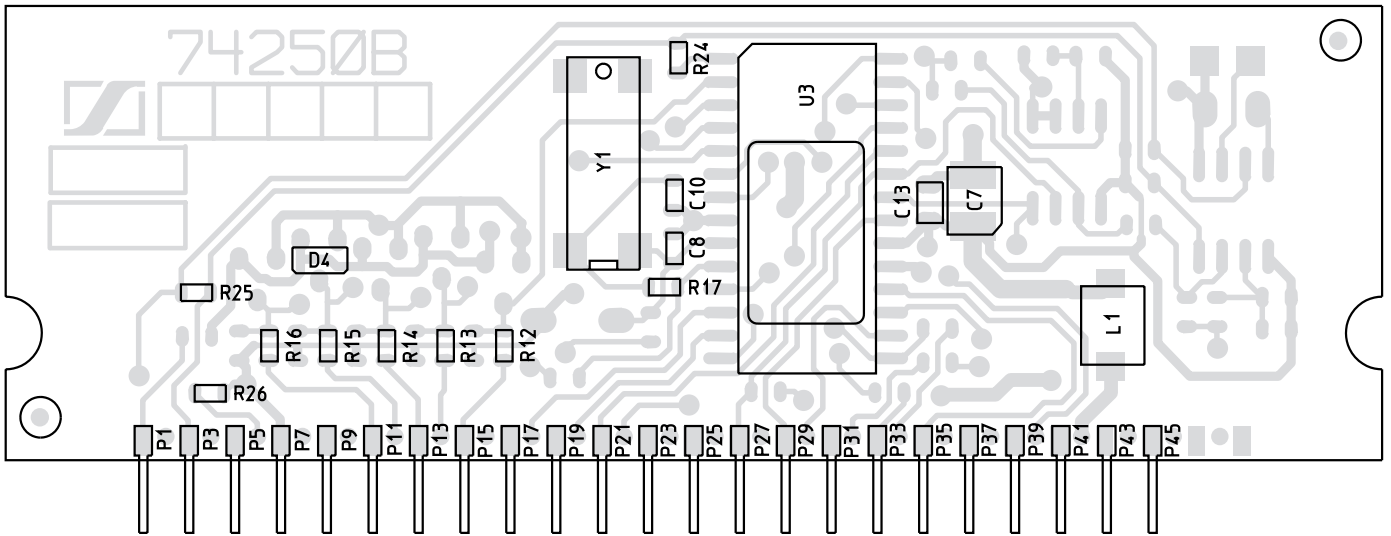 74250B
R24
U3
Y1
C10
C13
C7
C8
D4
R17
R25
L1
R16
R15
R14
R13
R12
R26
P1
P3
P5
P7
P9
P11
P13
P15
P17
P19
P21
P23
P25
P27
P29
P31
P33
P35
P37
P39
P41
P43
P45